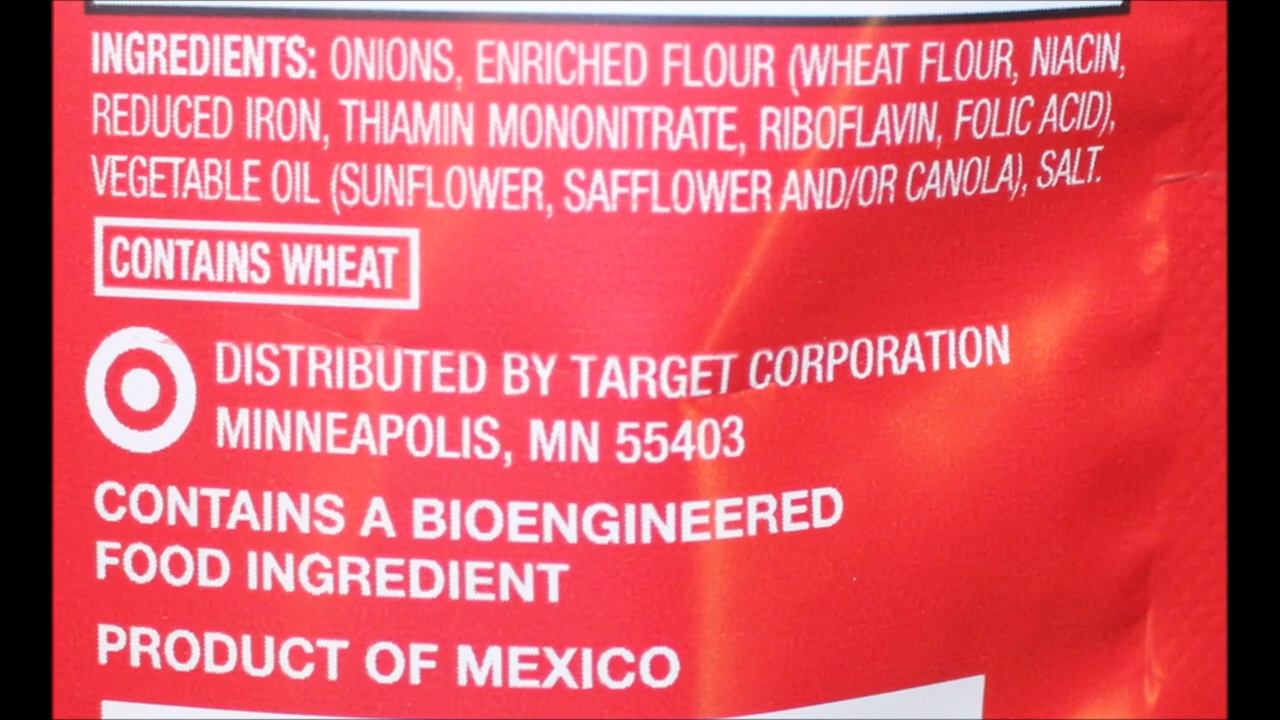 INGREDIENTS: ONIONS, ENRICHED FLOUR (WHEAT FLOUR, NIACIN,
REDUCED IRON, THIAMIN MONONITRATE, RIBOFLAVIN, FOLIC ACID),
VEGETABLE OIL (SUNFLOWER, SAFFLOWER AND/OR CANOLA), SALT.
CONTAINS WHEAT
DISTRIBUTED BY TARGET CORPORATION
MINNEAPOLIS, MN 55403
CONTAINS A BIOENGINEERED
FOOD INGREDIENT
PRODUCT OF MEXICO